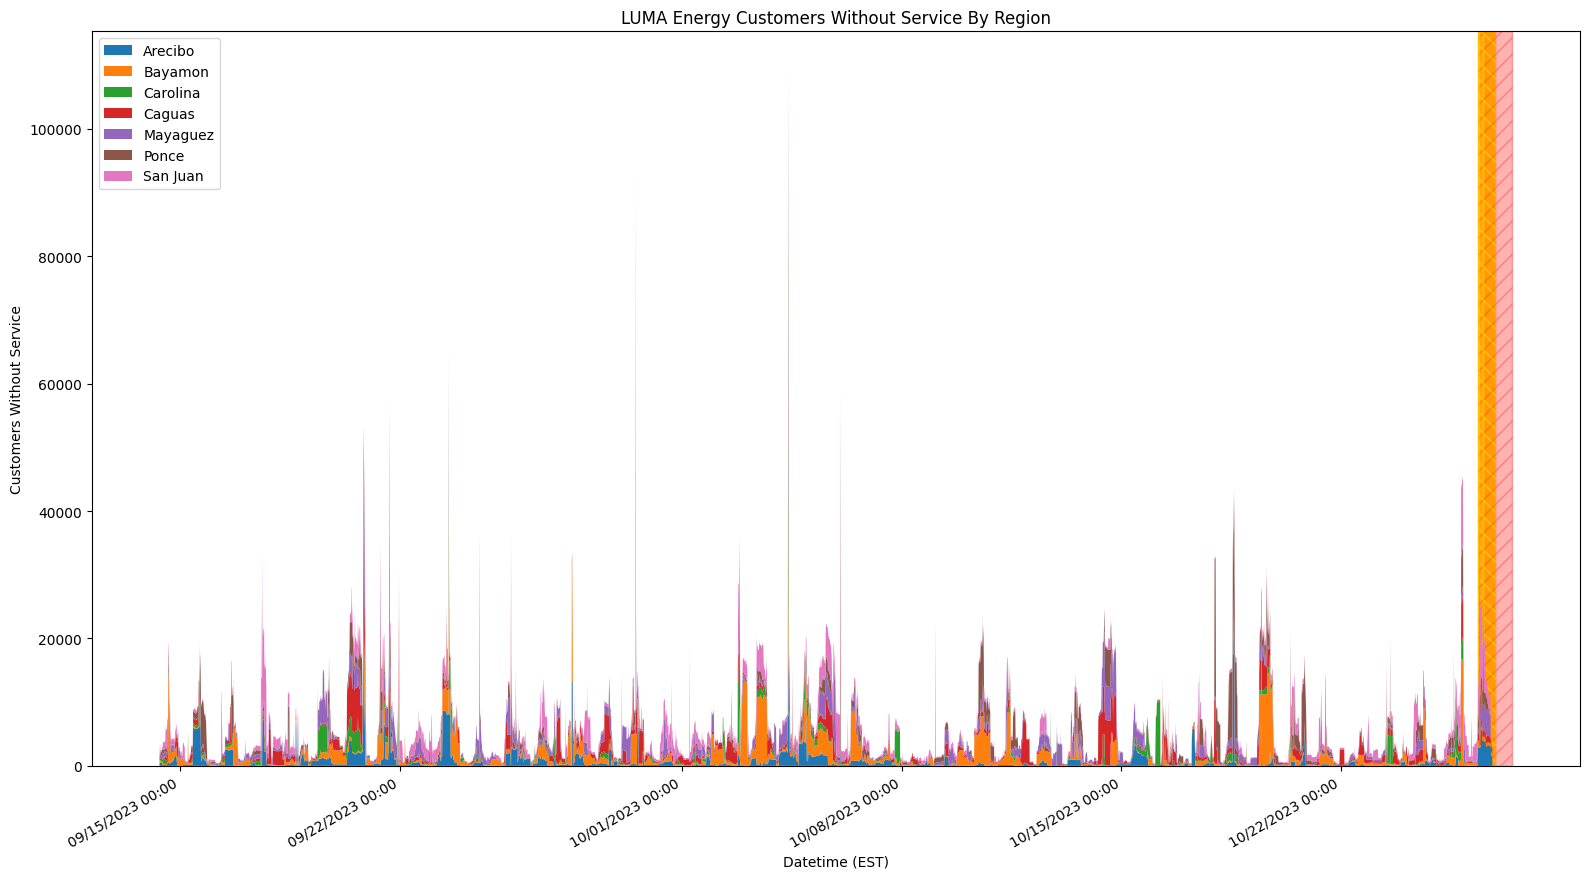 LUMA Energy Customers Without Service By Region
Arecibo
Bayamon
Carolina
Caguas
Mayaguez
Ponce
San Juan
100000
80000
60000
40000
20000
0
Customers Without Service
09/15/2023 00:00
09/22/2023 00:00
10/01/2023 00:00
10/08/2023 00:00
10/15/2023 00:00
10/22/2023 00:00
Datetime (EST)